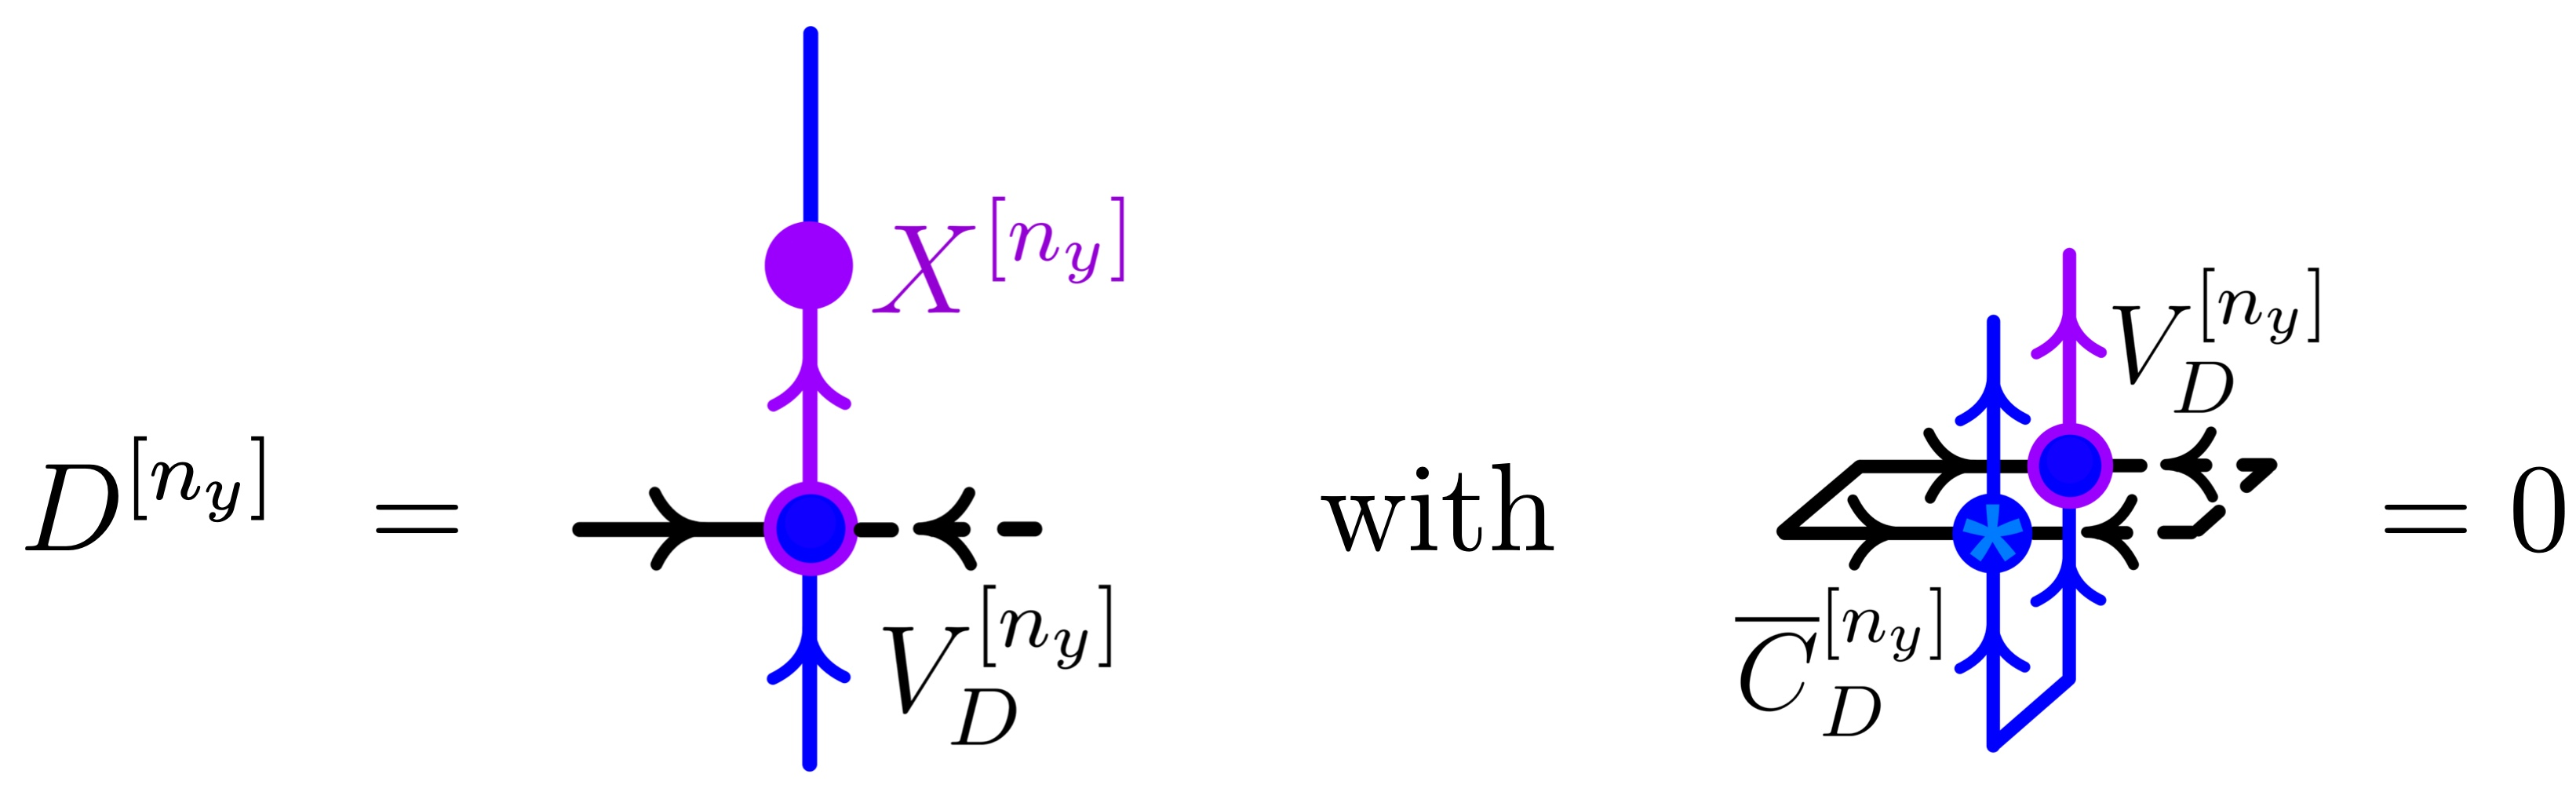 D^{[n_y]} = X^{[n_y]} V_D^{[n_y]} with \overline{C}_D^{[n_y]} * V_D^{[n_y]} = 0